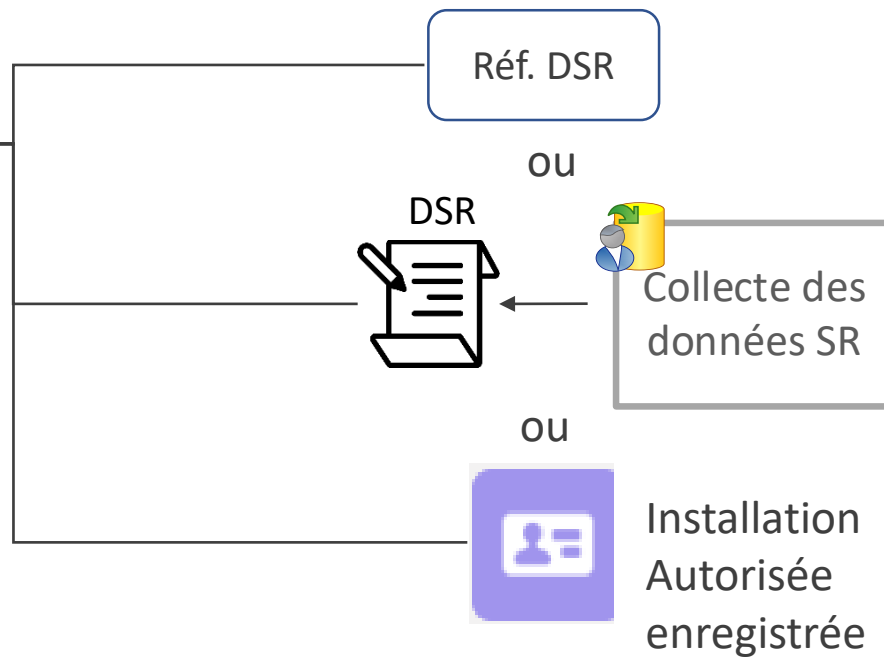 Réf. DSR
ou
DSR
Collecte des
données SR
ou
Installation
Autorisée
enregistrée